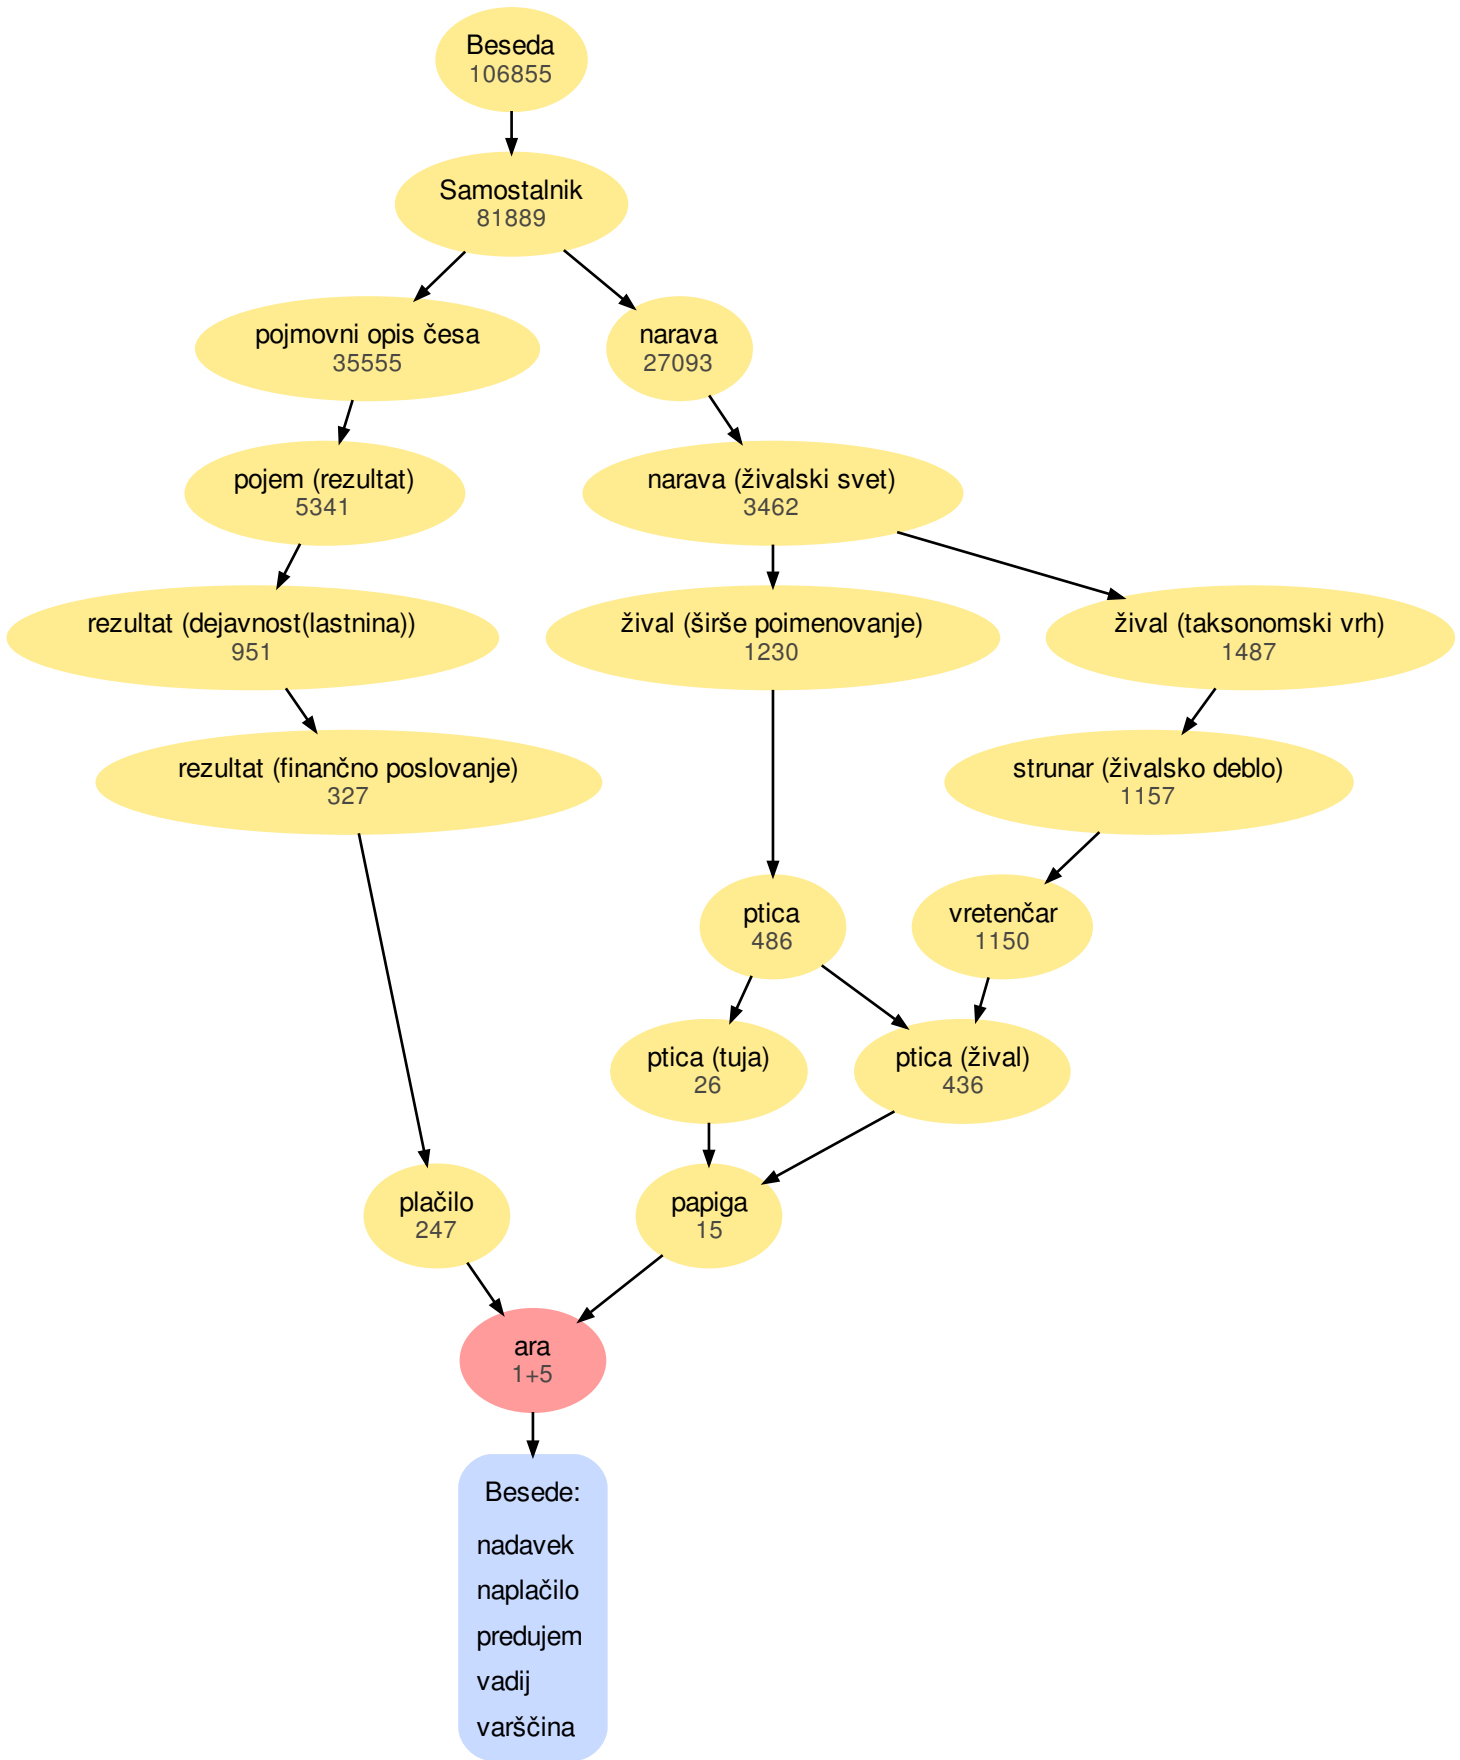 Beseda
106855
Samostalnik
81889
pojmovni opis česa
35555
narava
27093
pojem (rezultat)
5341
narava (živalski svet)
3462
rezultat (dejavnost(lastnina))
951
žival (širše poimenovanje)
1230
žival (taksonomski vrh)
1487
rezultat (finančno poslovanje)
327
strunar (živalsko deblo)
1157
ptica
486
vretenčar
1150
ptica (tuja)
26
ptica (žival)
436
plačilo
247
papiga
15
ara
1+5
Besede:
nadavek
naplačilo
predujem
vadij
varščina